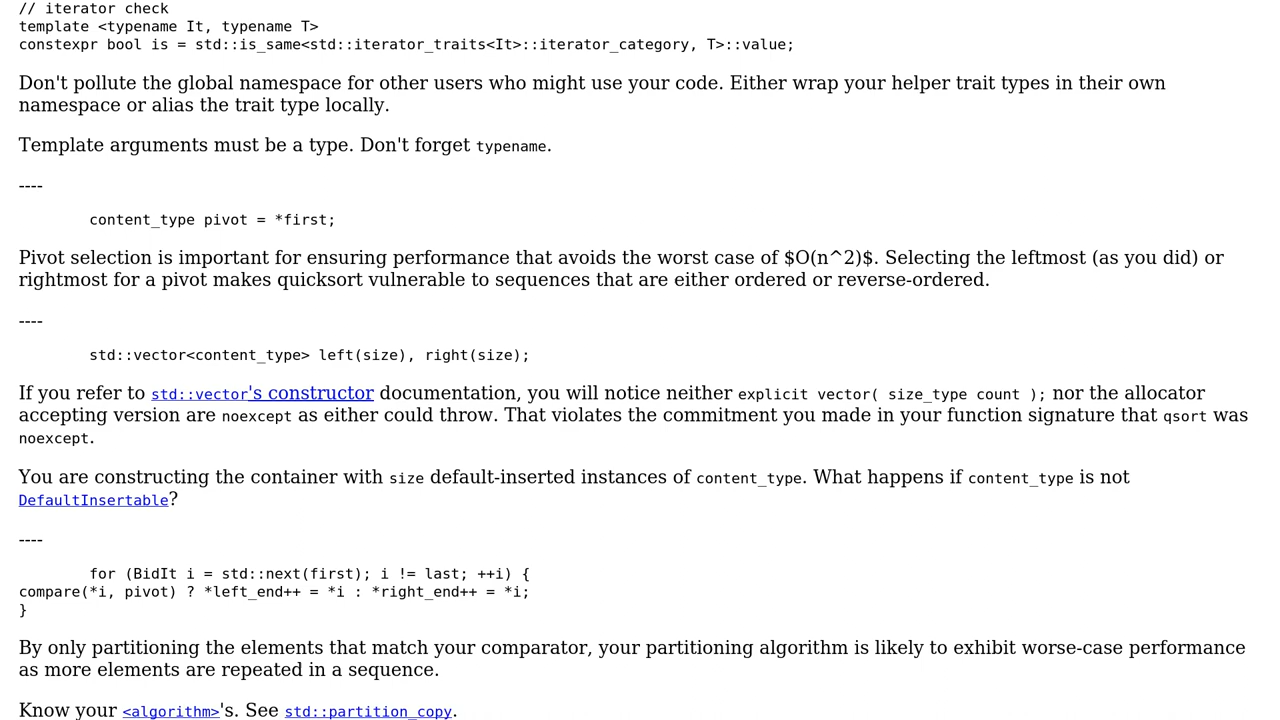 // iterator check
template <typename It, typename T>
constexpr bool is = std::is_same<std::iterator_traits<It>::iterator_category, T>::value;
Don't pollute the global namespace for other users who might use your code. Either wrap your helper trait types in their own
namespace or alias the trait type locally.
Template arguments must be a type. Don't forget typename.
----
content_type pivot = *first;
Pivot selection is important for ensuring performance that avoids the worst case of $O(n^2)$. Selecting the leftmost (as you did) or
rightmost for a pivot makes quicksort vulnerable to sequences that are either ordered or reverse-ordered.
----
std::vector<content_type> left(size), right(size);
If you refer to std::vector's constructor documentation, you will notice neither explicit vector( size_type count ); nor the allocator
accepting version are noexcept as either could throw. That violates the commitment you made in your function signature that qsort was
noexcept.
You are constructing the container with size default-inserted instances of content_type. What happens if content_type is not
DefaultInsertable?
----
for (BidIt i = std::next(first); i != last; ++i) {
compare(*i, pivot) ? *left_end++ = *i : *right_end++ = *i;
}
By only partitioning the elements that match your comparator, your partitioning algorithm is likely to exhibit worse-case performance
as more elements are repeated in a sequence.
Know your <algorithm>'s. See std::partition_copy.